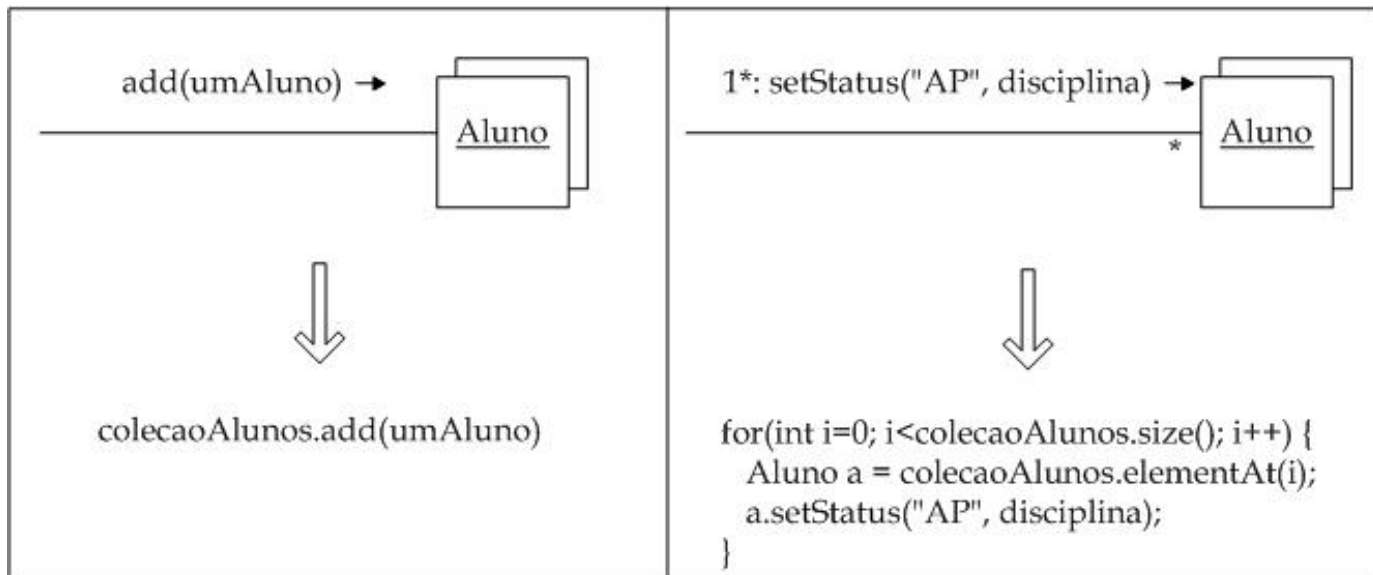 add(umAluno) →
Aluno
colecaoAlunos.add(umAluno)
1*: setStatus("AP", disciplina) →
Aluno
*
for(int i=0; i<colecaoAlunos.size(); i++) {
Aluno a = colecaoAlunos.elementAt(i);
a.setStatus("AP", disciplina);
}